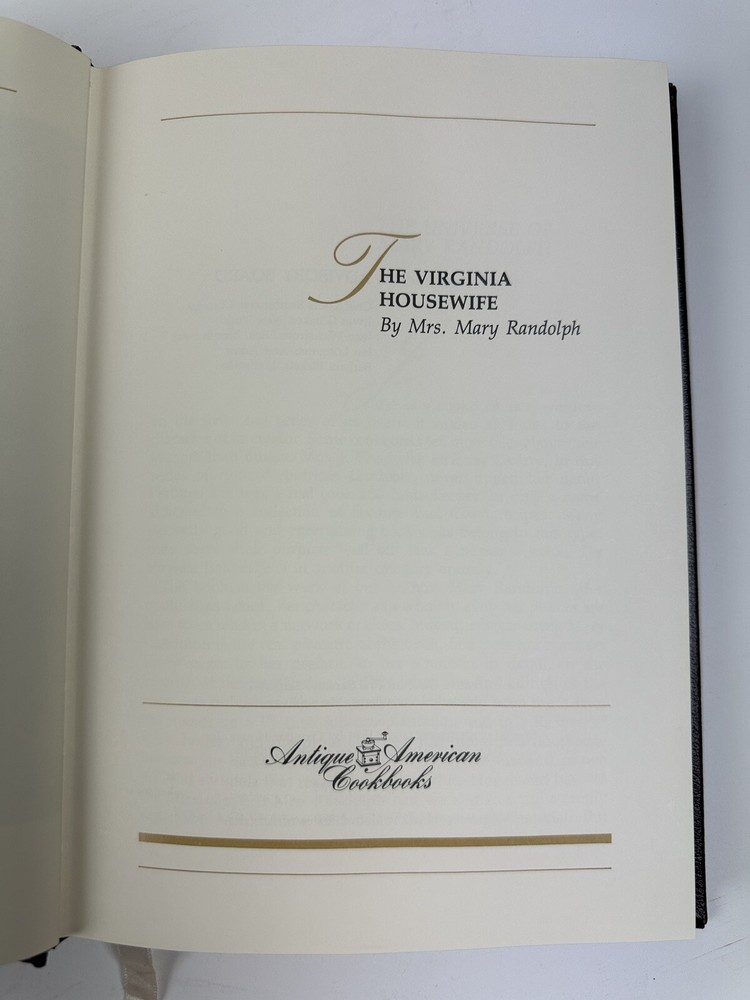 THE VIRGINIA
HOUSEWIFE
By Mrs. Mary Randolph
Antique American
Cookbooks